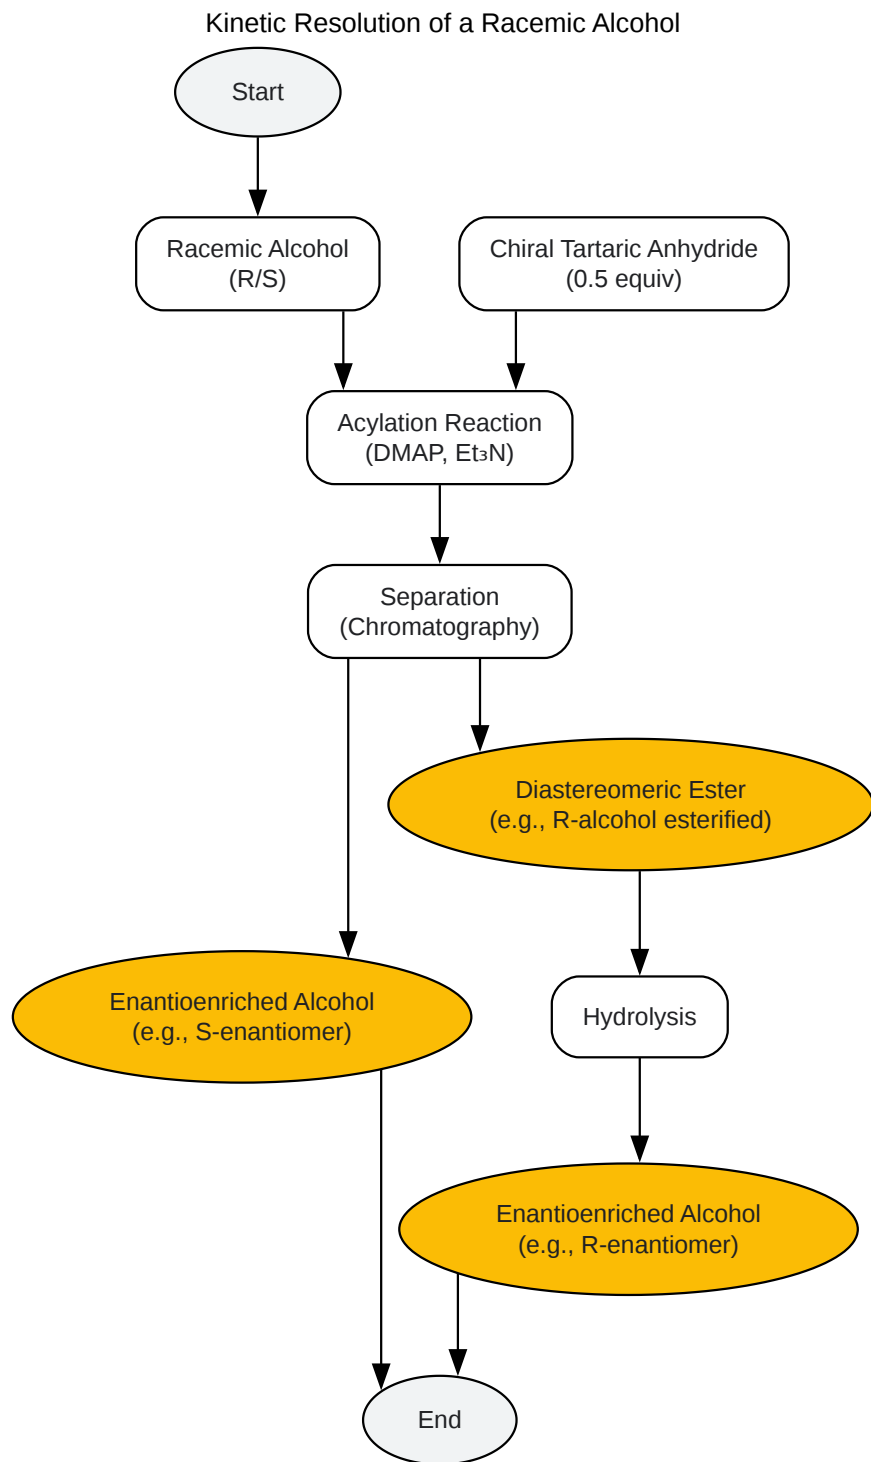 Kinetic Resolution of a Racemic Alcohol
Start
Racemic Alcohol
(R/S)
Chiral Tartaric Anhydride
(0.5 equiv)
Acylation Reaction
(DMAP, Et₃N)
Separation
(Chromatography)
Diastereomeric Ester
(e.g., R-alcohol esterified)
Enantioenriched Alcohol
(e.g., S-enantiomer)
Hydrolysis
Enantioenriched Alcohol
(e.g., R-enantiomer)
End